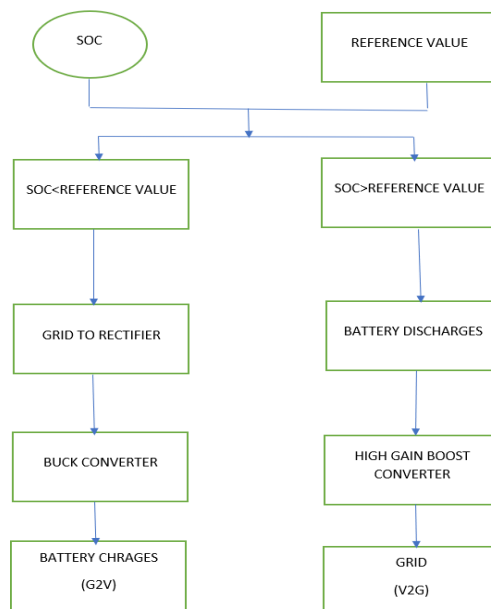 SOC
REFERENCE VALUE
SOC<REFERENCE VALUE
SOC>REFERENCE VALUE
GRID TO RECTIFIER
BATTERY DISCHARGES
BUCK CONVERTER
HIGH GAIN BOOST
CONVERTER
BATTERY CHRAGES
(G2V)
GRID
(V2G)